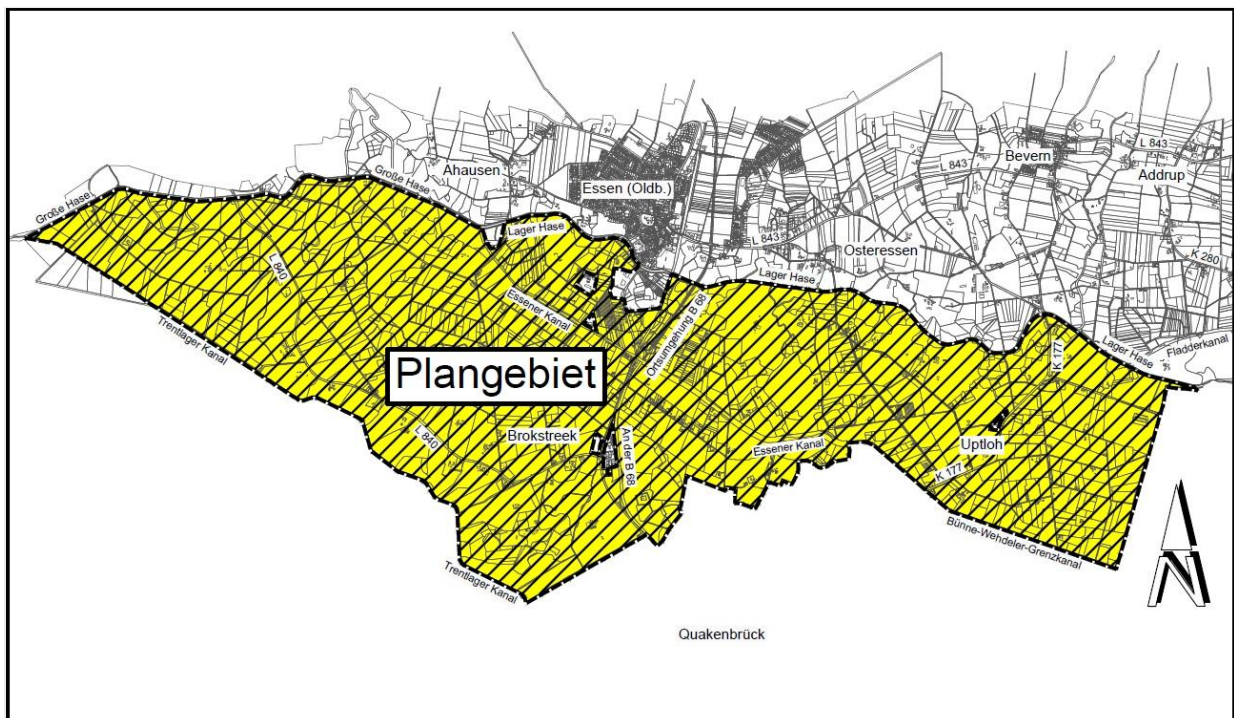 Bevern
L 843
Addrup
Ahausen
Große Hase
L 843
Essen (Oldb.)
Große Hase
Lager Hase
L 843
Osteressen
K 280
L 840
Lager Hase
Essener Kanal
Ortsumgehung B 68
Trentlager Kanal
K 177
Lager Hase
Fladderkanal
Plangebiet
L 840
Brokstreek
An der B 68
Essener Kanal
Uptloh
K 177
Bünne-Wehdeler-Grenzkanal
Trentlager Kanal
N
Quakenbrück